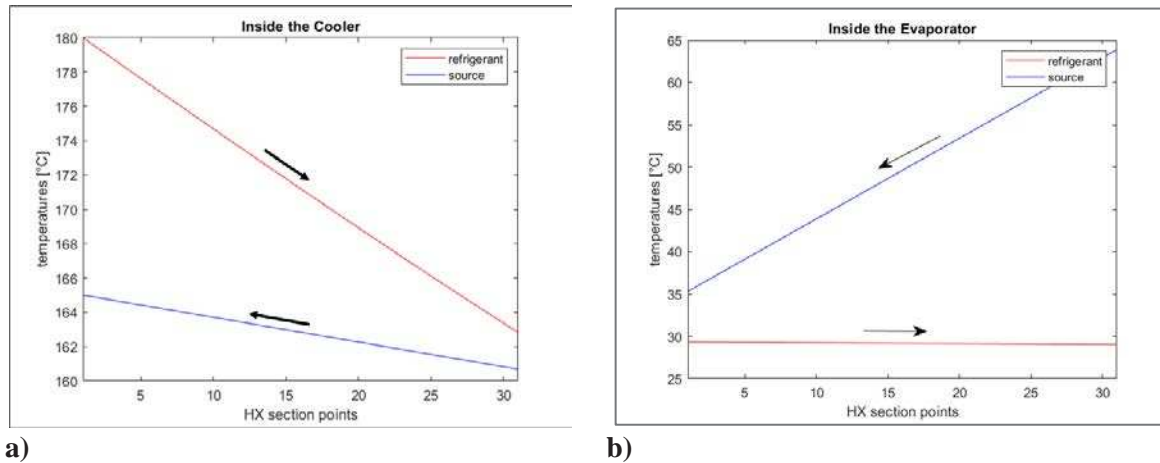 Inside the Cooler
180
178
176
174
172
170
168
166
164
162
160
temperatures [°C]
refrigerant
source
5
10
15
20
25
30
HX section points
a)
Inside the Evaporator
65
60
55
50
45
40
35
30
25
temperatures [°C]
refrigerant
source
5
10
15
20
25
30
HX section points
b)